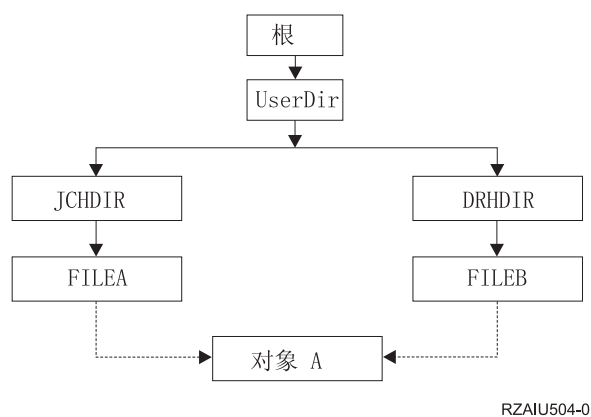 根
UserDir
JCHDIR
DRHDIR
FILEA
FILEB
对象 A
RZAIU504-0